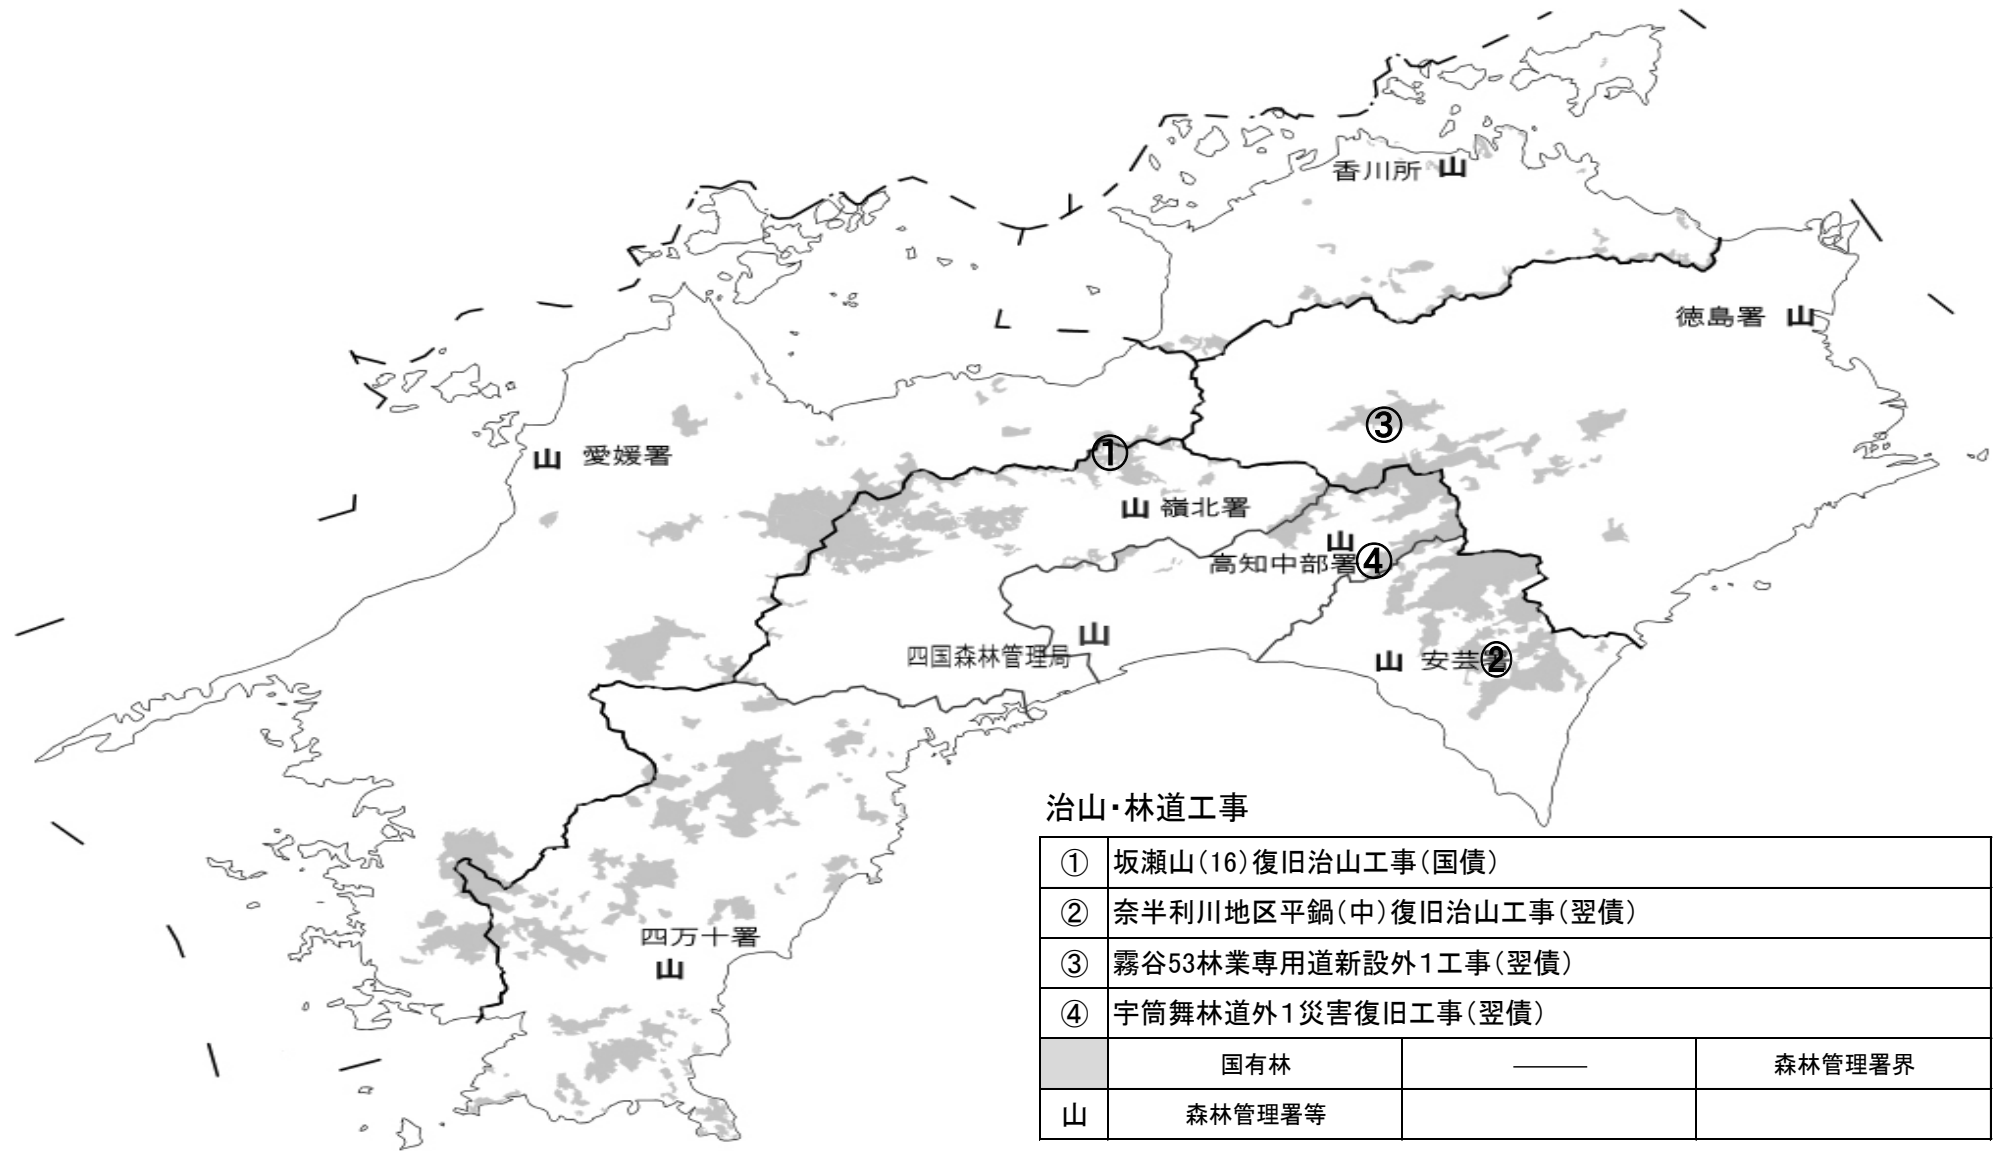 香川所 山
徳島署 山
③
山 愛媛署
①
山 嶺北署
山
高知中部署 ④
山
四国森林管理局
山 安芸署 ②
四万十署
山
治山・林道工事
① 坂瀬山（16）復旧治山工事（国債）
② 奈半利川地区平鍋（中）復旧治山工事（翌債）
③ 霧谷53林業専用道新設外１工事（翌債）
④ 宇筒舞林道外１災害復旧工事（翌債）
国有林 ――― 森林管理署界
山 森林管理署等